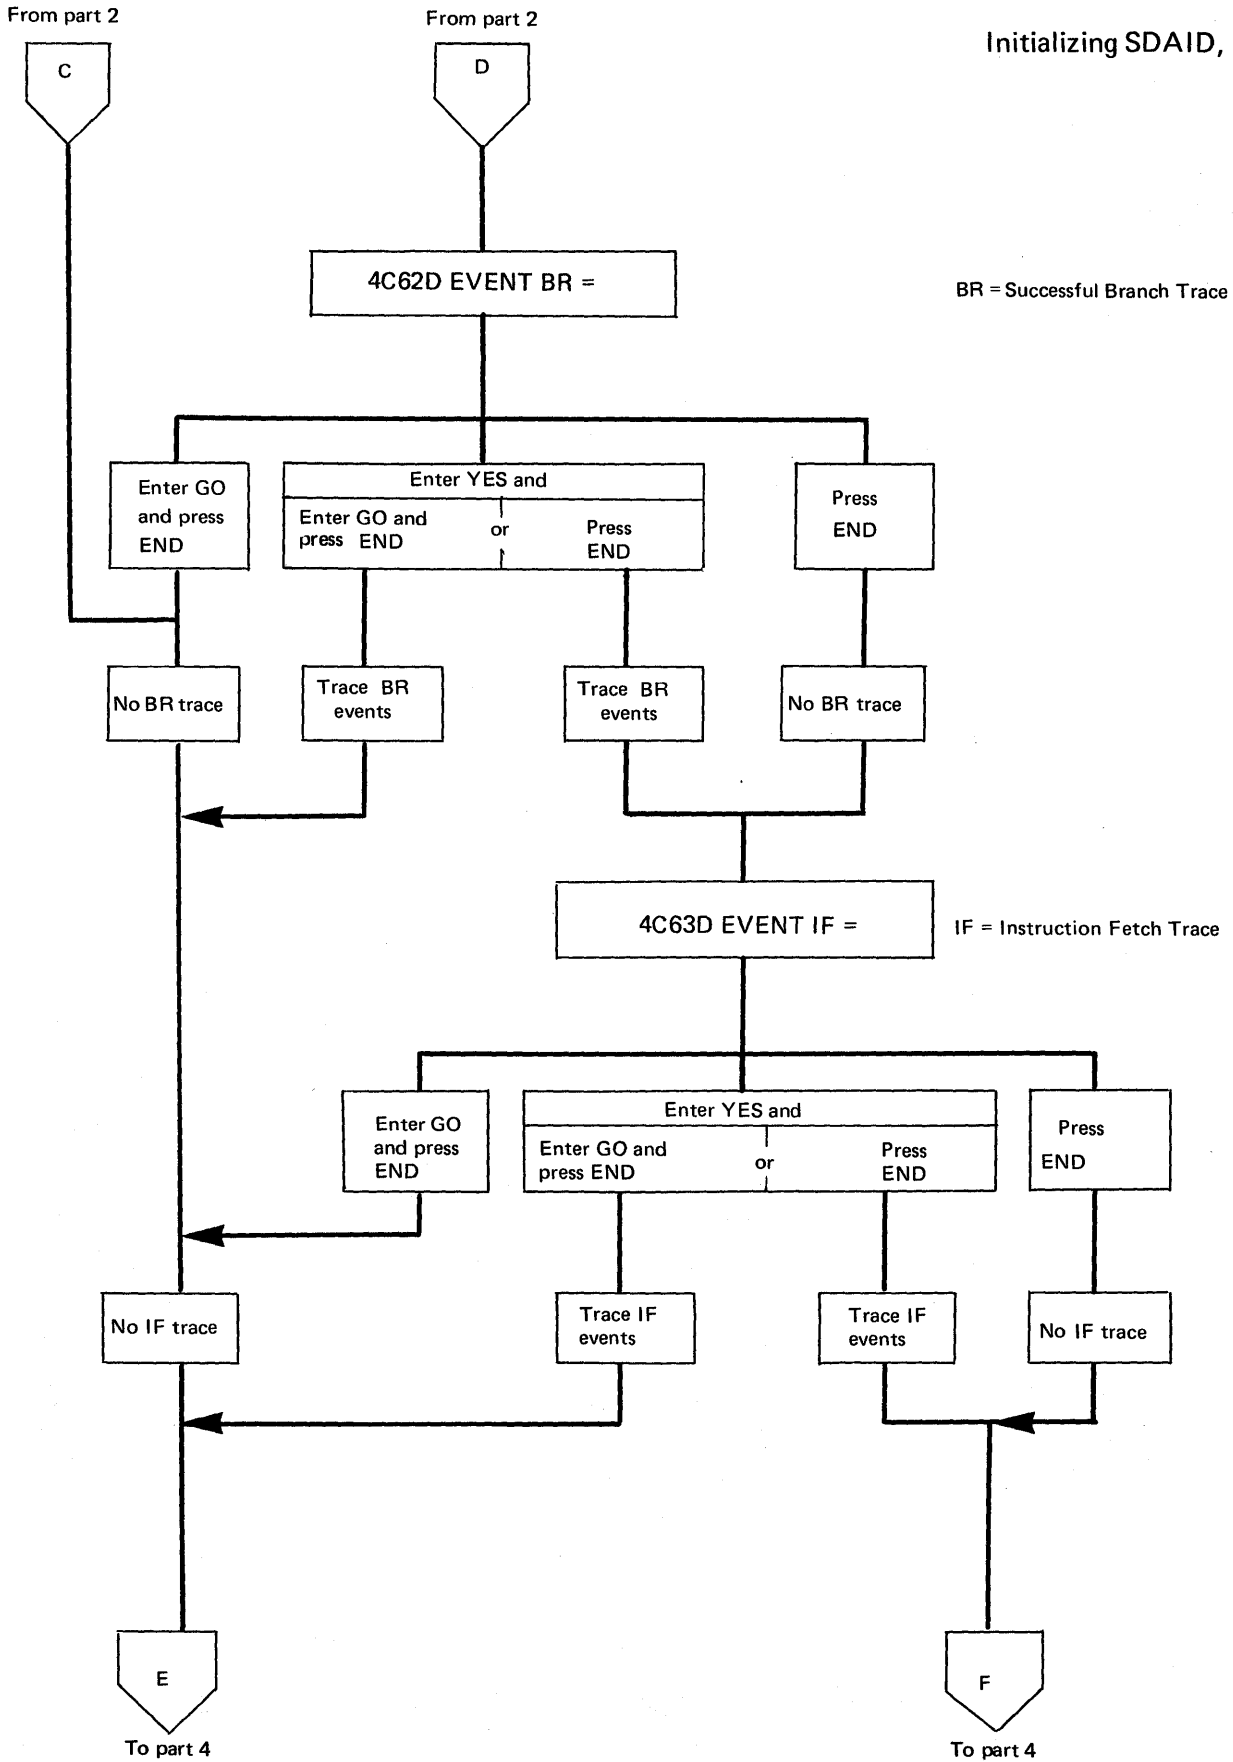 From part 2
From part 2
Initializing SDAID,
C
D
4C62D EVENT BR =
BR = Successful Branch Trace
Enter GO
and press
END
Enter YES and
Enter GO and
press END
or
Press
END
Press
END
No BR trace
Trace BR
events
Trace BR
events
No BR trace
4C63D EVENT IF =
IF = Instruction Fetch Trace
Enter GO
and press
END
Enter YES and
Enter GO and
press END
or
Press
END
Press
END
No IF trace
Trace IF
events
Trace IF
events
No IF trace
E
F
To part 4
To part 4